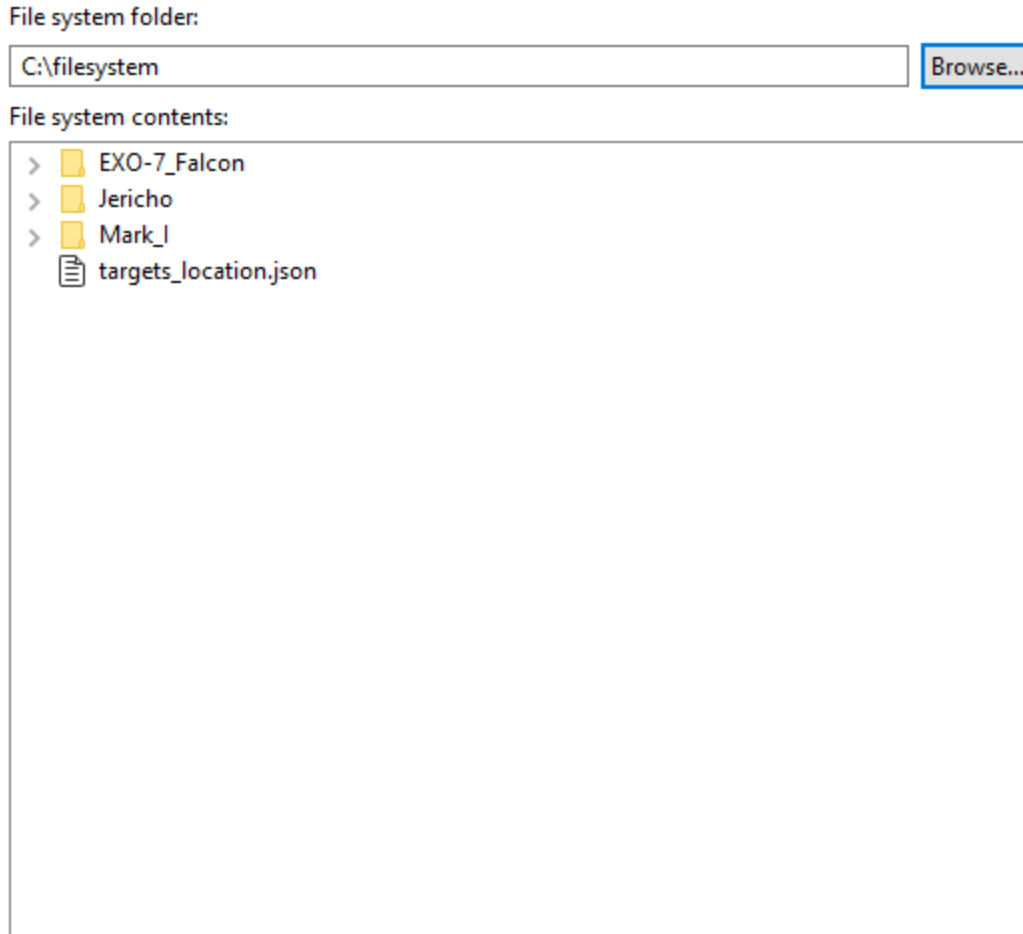 File system folder:
C:\filesystem
Browse...
File system contents:
EXO-7_Falcon
Jericho
Mark_I
targets_location.json